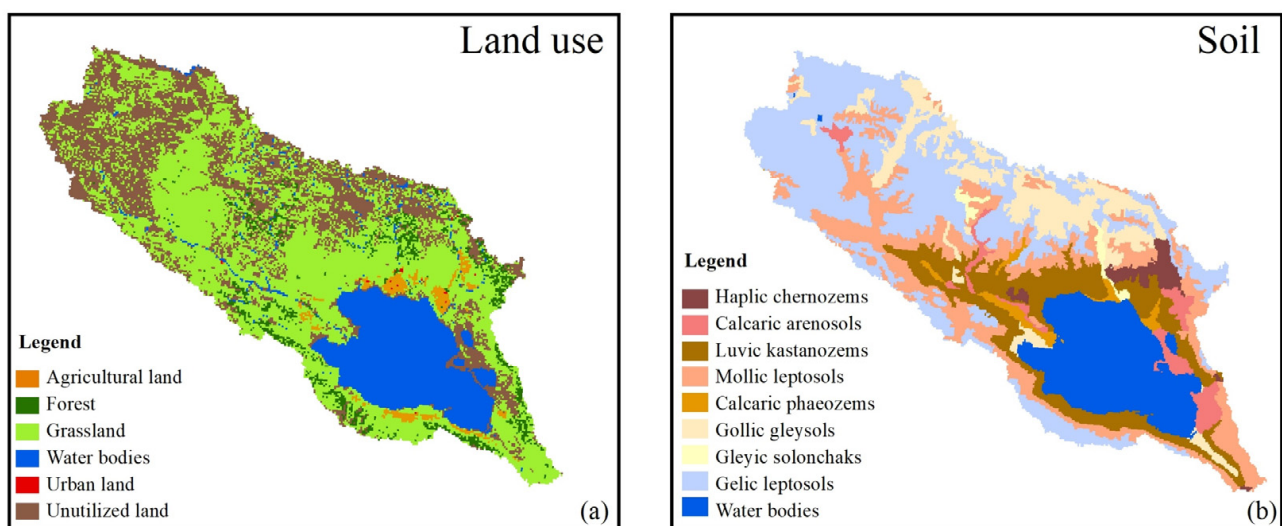 Land use
Legend
Agricultural land
Forest
Grassland
Water bodies
Urban land
Unutilized land
(a)
Soil
Legend
Haplic chernozems
Calcaric arenosols
Luvic kastanozems
Mollic leptosols
Calcaric phaeozems
Gollic gleysols
Gleyic solonchaks
Gelic leptosols
Water bodies
(b)